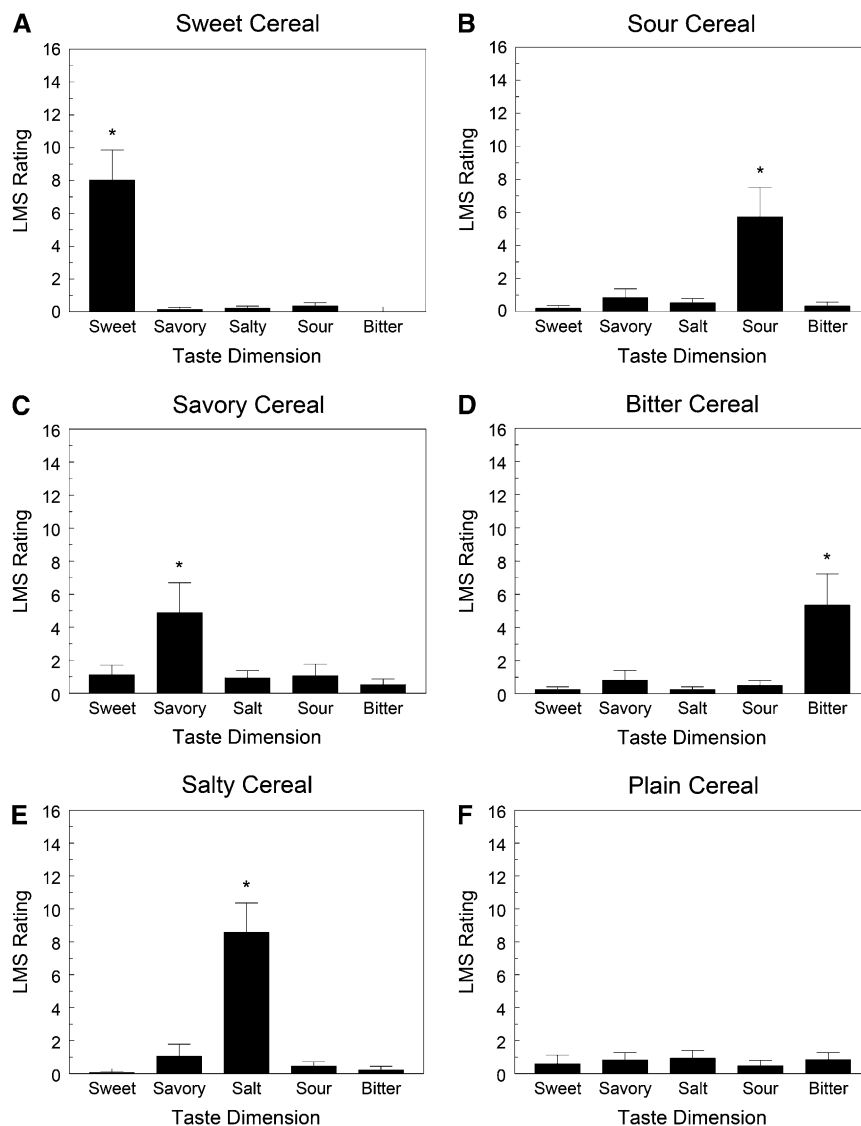 A
Sweet Cereal
16
14
12
10
8
6
4
2
0
LMS Rating
*
Sweet Savory Salty Sour Bitter
Taste Dimension
B
Sour Cereal
16
14
12
10
8
6
4
2
0
LMS Rating
*
Sweet Savory Salt Sour Bitter
Taste Dimension
C
Savory Cereal
16
14
12
10
8
6
4
2
0
LMS Rating
*
Sweet Savory Salt Sour Bitter
Taste Dimension
D
Bitter Cereal
16
14
12
10
8
6
4
2
0
LMS Rating
*
Sweet Savory Salt Sour Bitter
Taste Dimension
E
Salty Cereal
16
14
12
10
8
6
4
2
0
LMS Rating
*
Sweet Savory Salt Sour Bitter
Taste Dimension
F
Plain Cereal
16
14
12
10
8
6
4
2
0
LMS Rating
Sweet Savory Salt Sour Bitter
Taste Dimension